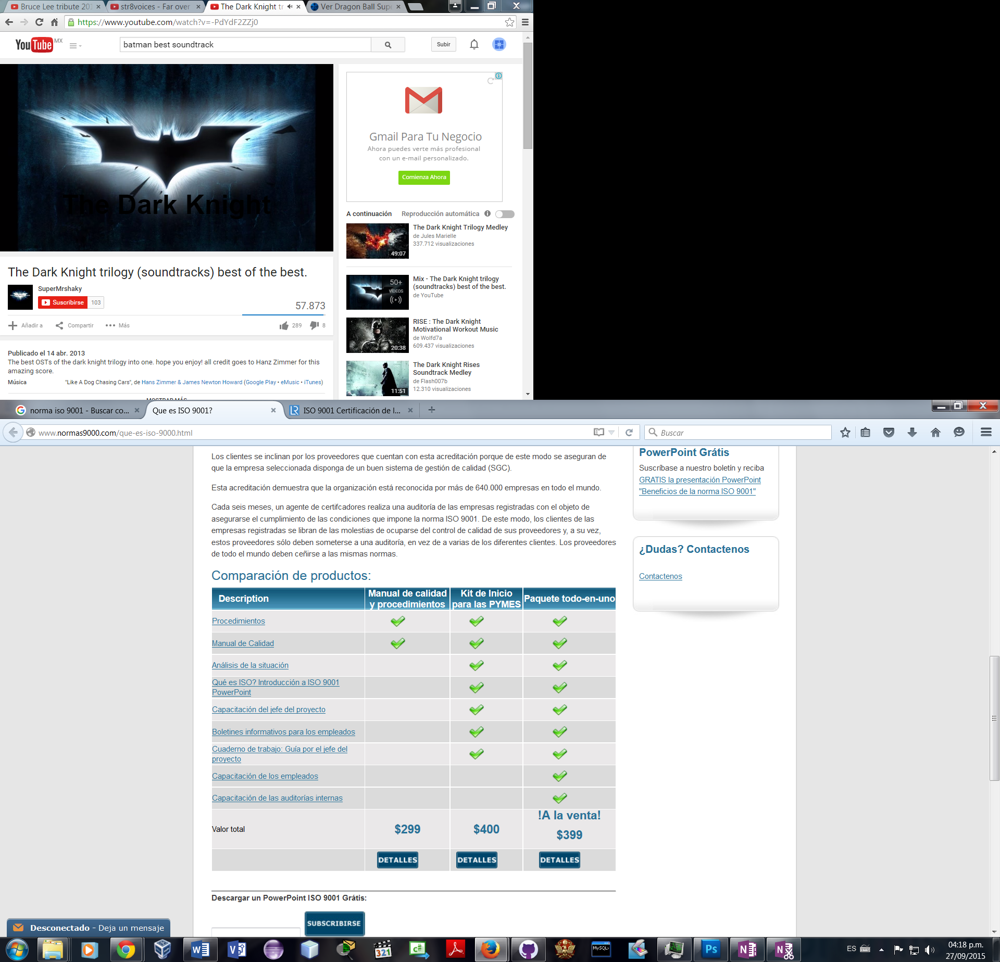 Bruce Lee tribute 201
str8voices - Far over
The Dark Knight tr
Ver Dragon Ball Supe
https://www.youtube.com/watch?v=-PdYdF2ZZj0
YouTube MX
batman best soundtrack
Subir
The Dark Knight
Gmail Para Tu Negocio
Ahora puedes verte más profesional
con un e-mail personalizado.
Comienza Ahora
A continuación
Reproducción automática
The Dark Knight Trilogy Medley
de Jules Marielle
337.712 visualizaciones
49:07
Mix - The Dark Knight trilogy
(soundtracks) best of the best.
de YouTube
50+
VÍDEOS
RISE : The Dark Knight
Motivational Workout Music
de Wolfd7a
609.437 visualizaciones
20:38
The Dark Knight Rises
Soundtrack Medley
de Flash007b
12.310 visualizaciones
11:51
The Dark Knight trilogy (soundtracks) best of the best.
SuperMrshaky
Suscribirse 103
57.873
Añadir a
Compartir
Más
289
8
Publicado el 14 abr. 2013
The best OSTs of the dark knight trilogy into one. hope you enjoy! all credit goes to Hanz Zimmer for this
amazing score.
Música "Like A Dog Chasing Cars", de Hans Zimmer & James Newton Howard (Google Play • eMusic • iTunes)
MOSTRAR MÁS
norma iso 9001 - Buscar co...
Que es ISO 9001?
ISO 9001 Certificación de l...
www.normas9000.com/que-es-iso-9000.html
Buscar
Los clientes se inclinan por los proveedores que cuentan con esta acreditación porque de este modo se aseguran de
que la empresa seleccionada disponga de un buen sistema de gestión de calidad (SGC).
Esta acreditación demuestra que la organización está reconocida por más de 640.000 empresas en todo el mundo.
Cada seis meses, un agente de certifcadores realiza una auditoría de las empresas registradas con el objeto de
asegurarse el cumplimiento de las condiciones que impone la norma ISO 9001. De este modo, los clientes de las
empresas registradas se libran de las molestias de ocuparse del control de calidad de sus proveedores y, a su vez,
estos proveedores sólo deben someterse a una auditoría, en vez de a varias de los diferentes clientes. Los proveedores
de todo el mundo deben ceñirse a las mismas normas.
PowerPoint Grátis
Suscríbase a nuestro boletín y reciba
GRATIS la presentación PowerPoint
"Beneficios de la norma ISO 9001"
¿Dudas? Contactenos
Contactenos
Comparación de productos:
Description
Manual de calidad
y procedimientos
Kit de Inicio
para las PYMES
Paquete todo-en-uno
Procedimientos
Manual de Calidad
Análisis de la situación
Qué es ISO? Introducción a ISO 9001
PowerPoint
Capacitación del jefe del proyecto
Boletines informativos para los empleados
Cuaderno de trabajo: Guía por el jefe del
proyecto
Capacitación de los empleados
Capacitación de las auditorías internas
Valor total
$299
$400
!A la venta!
$399
DETALLES
DETALLES
DETALLES
Descargar un PowerPoint ISO 9001 Grátis:
SUBSCRIBIRSE
Desconectado - Deja un mensaje
321
C#
MySQL
Ps
N
N
ES
04:18 p.m.
27/09/2015